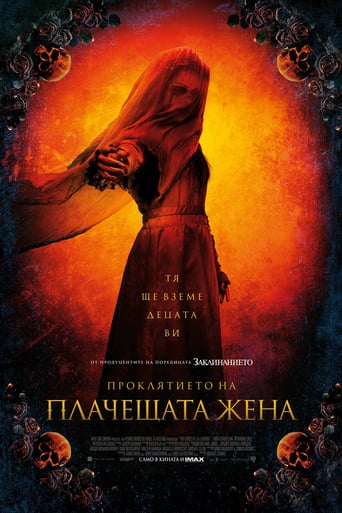 ТЯ
ЩЕ ВЗЕМЕ
ДЕЦАТА
ВИ
ОТ ПРОДУЦЕНТИТЕ НА ПОРЕДИЦАТА ЗАКЛИНАНИЕТО
ПРОКЛЯТИЕТО НА
ПЛАЧЕЩАТА ЖЕНА
САМО В КИНАТА И IMAX